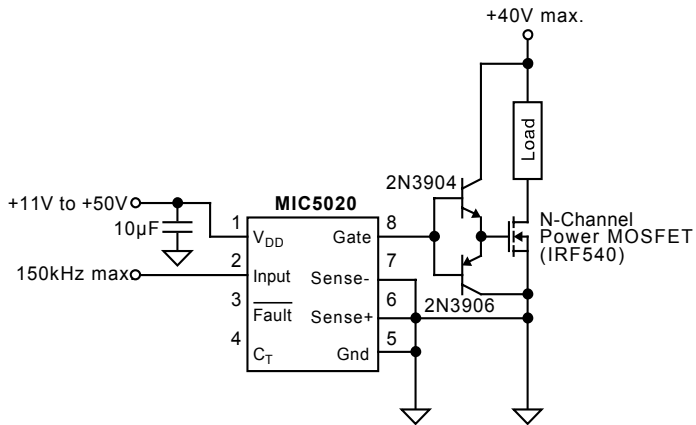 +40V max.
Load
2N3904
+11V to +50V
10µF
MIC5020
1
8
VDD
Gate
N-Channel
Power MOSFET
(IRF540)
2
7
150kHz max
Input
Sense-
3
6
2N3906
Fault
Sense+
4
5
CT
Gnd